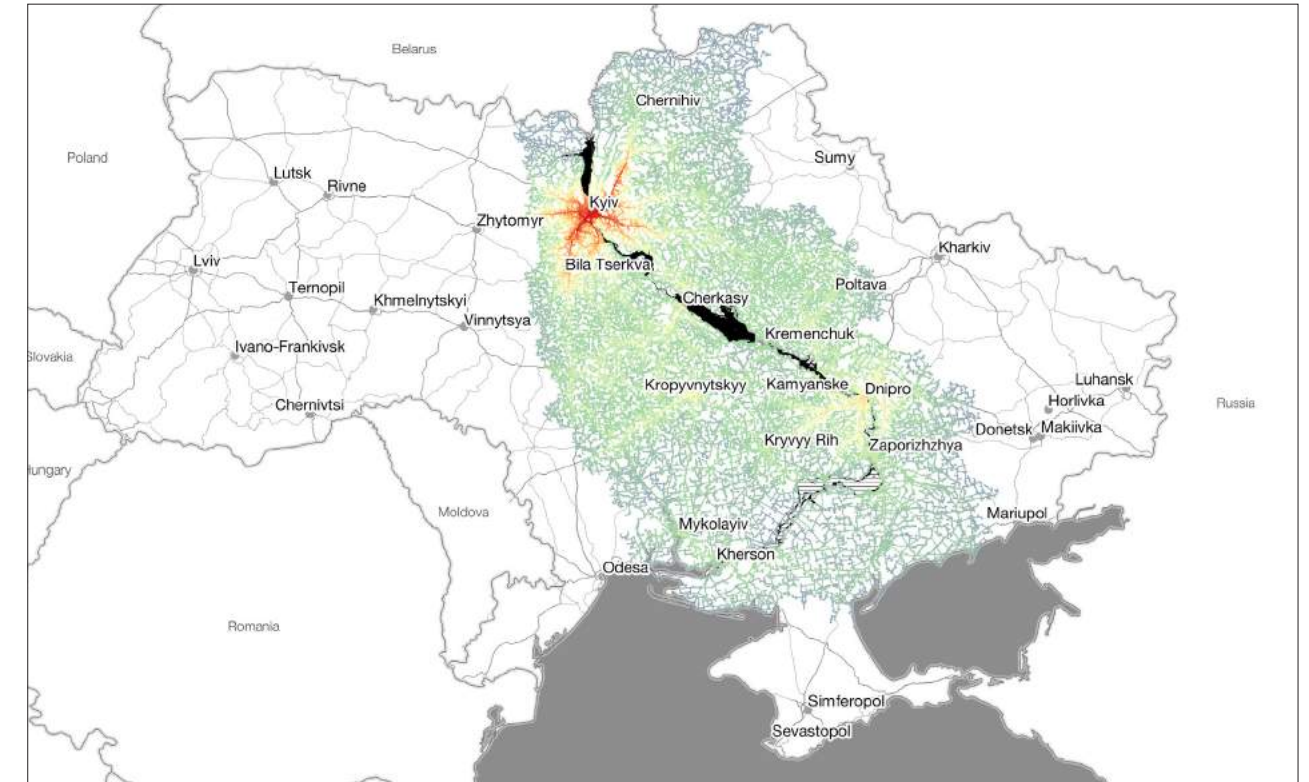 Belarus
Chernihiv
Poland
Sumy
Lutsk
Rivne
Kyiv
Zhytomyr
Kharkiv
Lviv
Bila Tserkva
Ternopil
Poltava
Khmelnytskyi
Cherkasy
Vinnytsya
Kremenchuk
Ivano-Frankivsk
Slovakia
Luhansk
Kropyvnytskyy
Kamyanske
Dnipro
Chernivtsi
Horlivka
Russia
Donetsk
Makiivka
Kryvyy Rih
Zaporizhzhya
Hungary
Moldova
Mariupol
Mykolayiv
Kherson
Odesa
Romania
Simferopol
Sevastopol